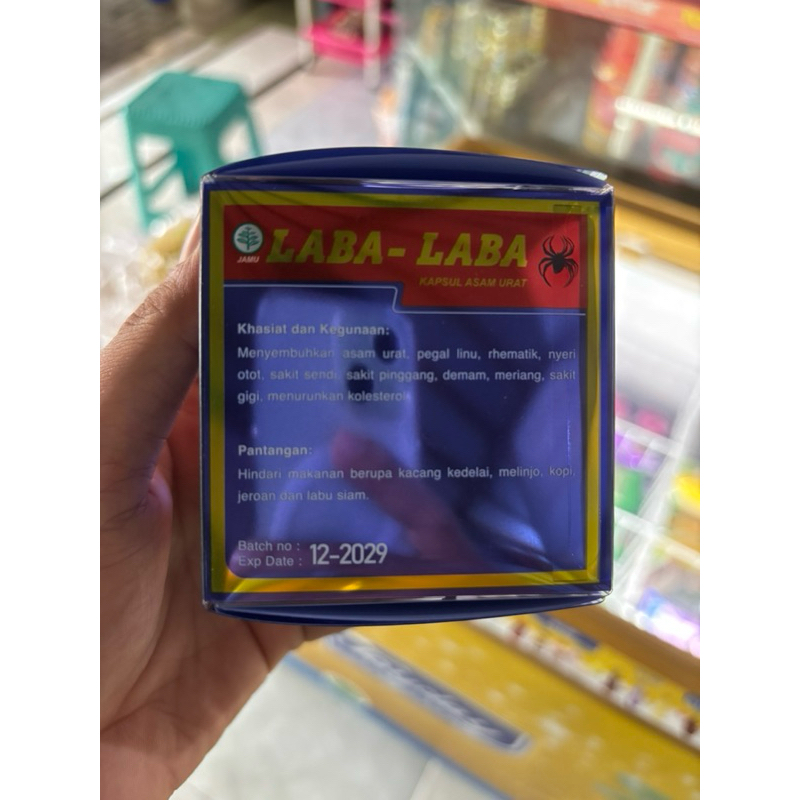 JAMU
LABA-LABA
KAPSUL ASAM URAT
Khasiat dan Kegunaan:
Menyembuhkan asam urat, pegal linu, rhematik, nyeri
otot, sakit sendi, sakit pinggang, demam, meriang, sakit
gigi, menurunkan kolesterol.
Pantangan:
Hindari makanan berupa kacang kedelai, melinjo, kopi,
jeroan dan labu siam.
Batch no :
Exp Date : 12-2029